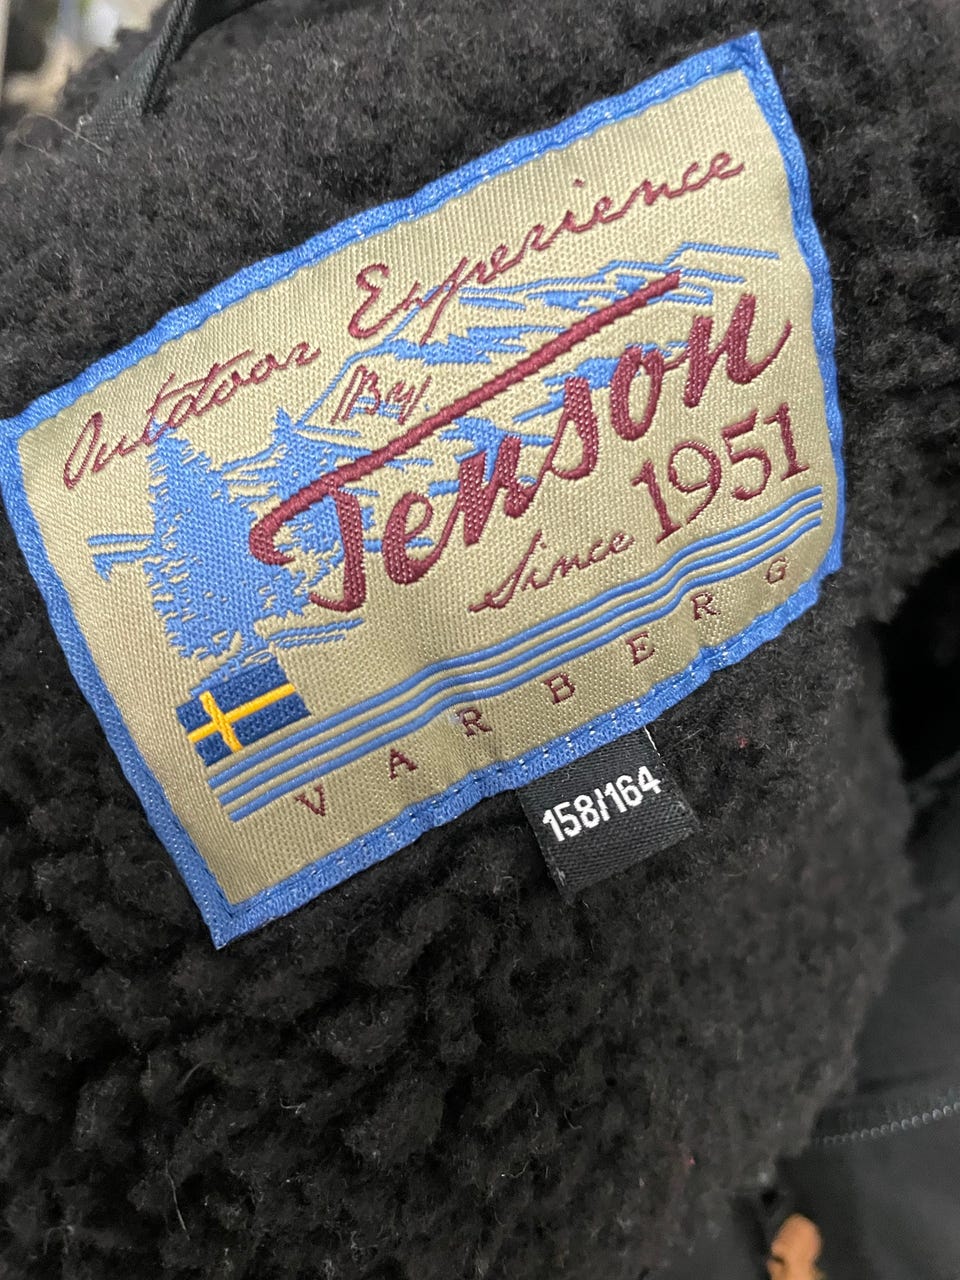 Outdoor Experience
By
Tenson
Since 1951
VARBERG
158/164